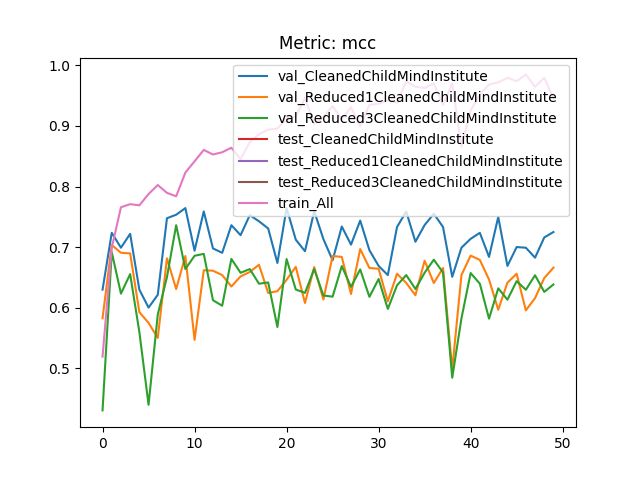 Metric: mcc
1.0
0.9
0.8
0.7
0.6
0.5
val_CleanedChildMindInstitute
val_Reduced1CleanedChildMindInstitute
val_Reduced3CleanedChildMindInstitute
test_CleanedChildMindInstitute
test_Reduced1CleanedChildMindInstitute
test_Reduced3CleanedChildMindInstitute
train_All
0 10 20 30 40 50